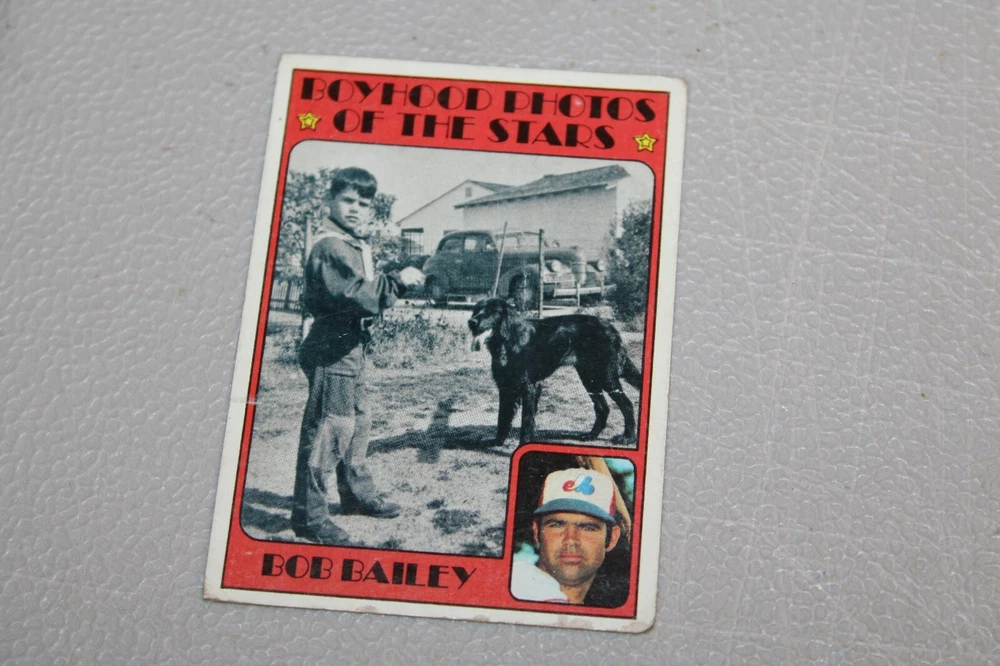 BOYHOOD PHOTOS
OF THE STARS
BOB BAILEY